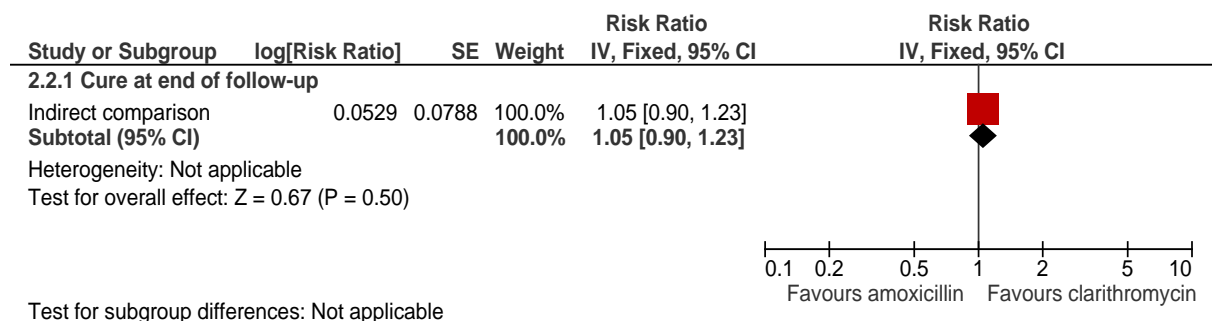 Risk Ratio Risk Ratio
Study or Subgroup log[Risk Ratio] SE Weight IV, Fixed, 95% CI IV, Fixed, 95% CI
2.2.1 Cure at end of follow-up
Indirect comparison 0.0529 0.0788 100.0% 1.05 [0.90, 1.23]
Subtotal (95% CI) 100.0% 1.05 [0.90, 1.23]
Heterogeneity: Not applicable
Test for overall effect: Z = 0.67 (P = 0.50)
0.1 0.2 0.5 1 2 5 10
Favours amoxicillin Favours clarithromycin
Test for subgroup differences: Not applicable